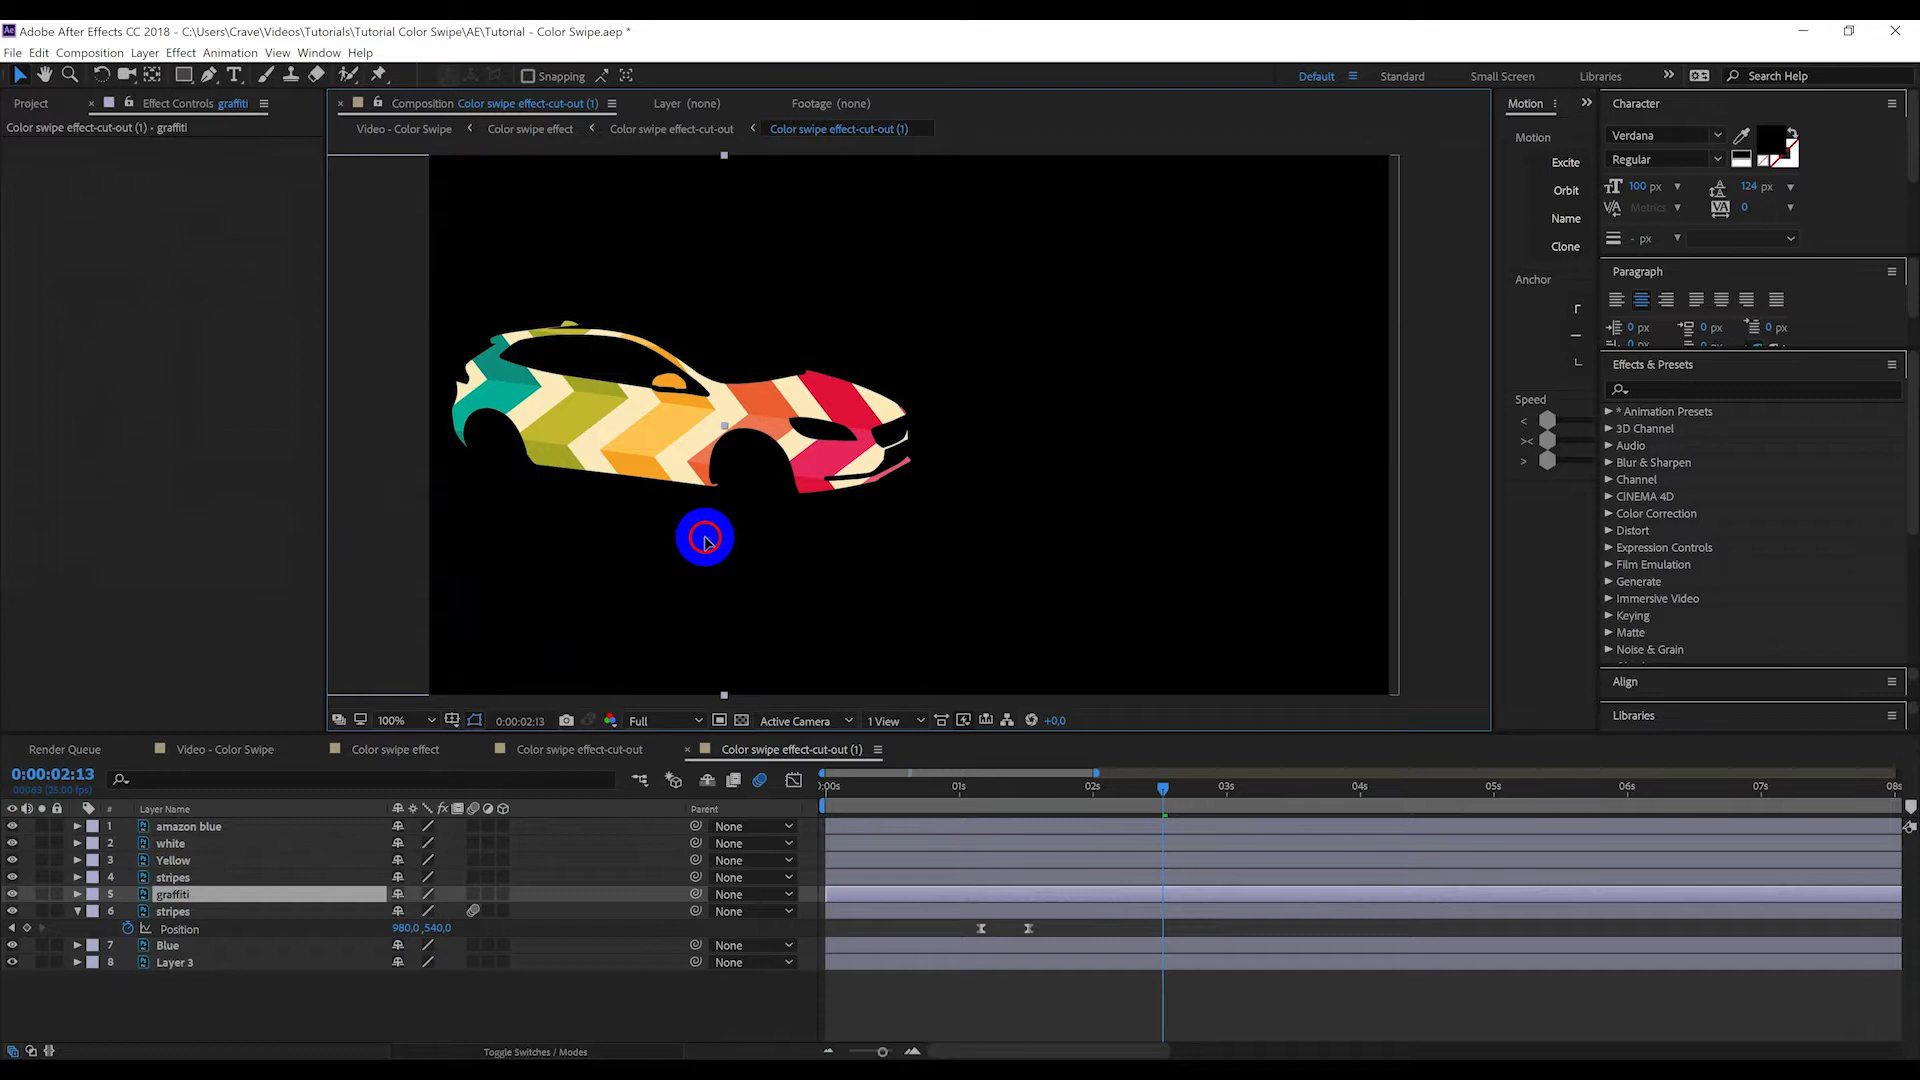 Adobe After Effects CC 2018 - C:\Users\Crave\Videos\Tutorials\Tutorial Color Swipe\AE\Tutorial - Color Swipe.aep *
File Edit Composition Layer Effect Animation View Window Help
Snapping Default Standard Small Screen Libraries Search Help
Project Effect Controls graffiti Composition Color swipe effect-cut-out (1) Layer (none) Footage (none) Motion Character
Color swipe effect-cut-out (1) - graffiti Video - Color Swipe Color swipe effect Color swipe effect-cut-out Color swipe effect-cut-out (1)
Motion Verdana
Excite Regular
Orbit 100 px 124 px
Metrics 0
Name
- px
Clone
Paragraph
Anchor
0 px 0 px 0 px
Effects & Presets
Speed
* Animation Presets
3D Channel
Audio
Blur & Sharpen
Channel
CINEMA 4D
Color Correction
Distort
Expression Controls
Film Emulation
Generate
Immersive Video
Keying
Matte
Noise & Grain
Align
Libraries
100% 0:00:02:13 Full Active Camera 1 View +0,0
Render Queue Video - Color Swipe Color swipe effect Color swipe effect-cut-out Color swipe effect-cut-out (1)
0:00:02:13
00063 (25.00 fps)
:00s 01s 02s 03s 04s 05s 06s 07s 08s
# Layer Name Parent
1 amazon blue None
2 white None
3 Yellow None
4 stripes None
5 graffiti None
6 stripes None
Position 980,0,540,0
7 Blue None
8 Layer 3 None
Toggle Switches / Modes